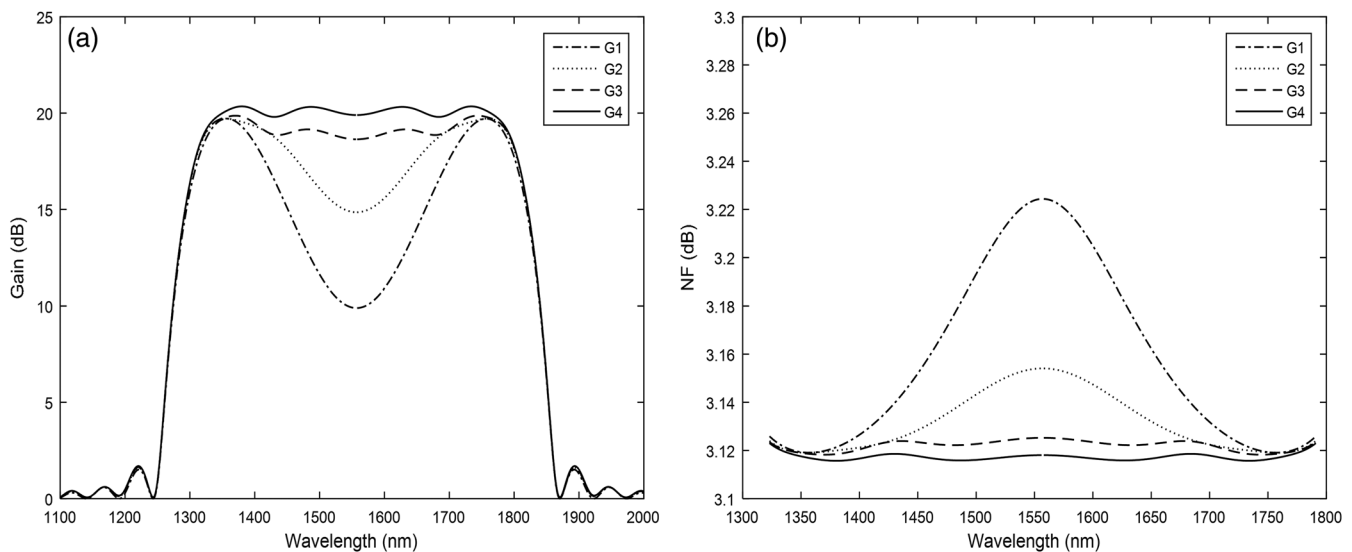 (a)
G1
G2
G3
G4
25
20
15
10
5
0
Gain (dB)
1100 1200 1300 1400 1500 1600 1700 1800 1900 2000
Wavelength (nm)
(b)
G1
G2
G3
G4
3.3
3.28
3.26
3.24
3.22
3.2
3.18
3.16
3.14
3.12
3.1
NF (dB)
1300 1350 1400 1450 1500 1550 1600 1650 1700 1750 1800
Wavelength (nm)